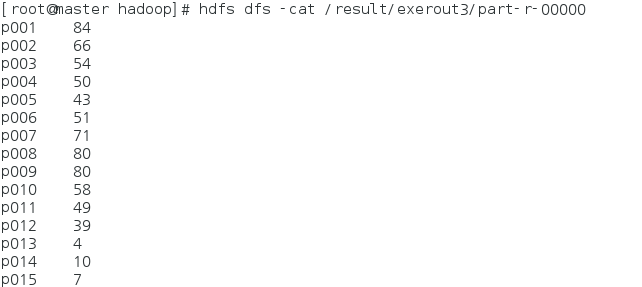 [root@master hadoop]# hdfs dfs -cat /result/exerout3/part-r-00000
p001 84
p002 66
p003 54
p004 50
p005 43
p006 51
p007 71
p008 80
p009 80
p010 58
p011 49
p012 39
p013 4
p014 10
p015 7